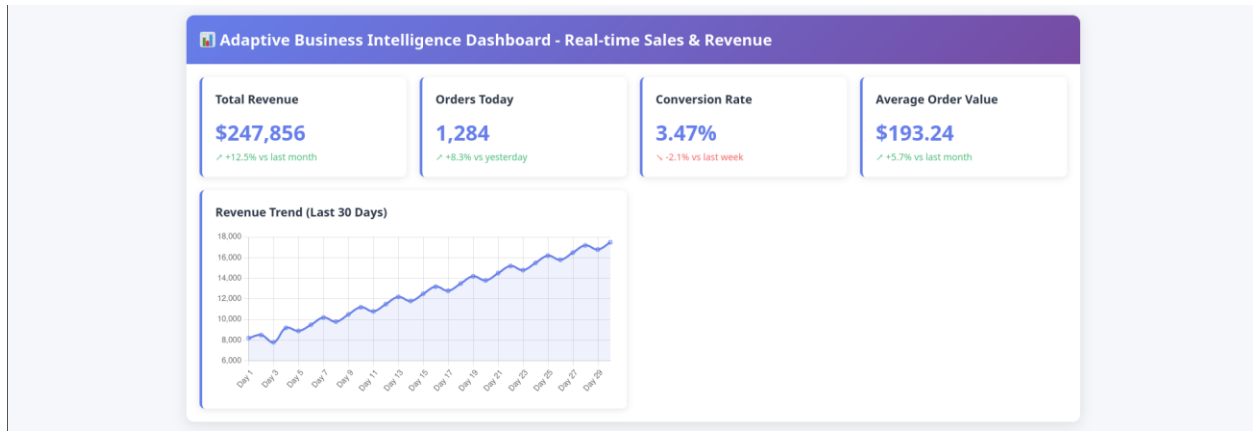 📊 Adaptive Business Intelligence Dashboard - Real-time Sales & Revenue
Total Revenue
$247,856
↗ +12.5% vs last month
Orders Today
1,284
↗ +8.3% vs yesterday
Conversion Rate
3.47%
↘ -2.1% vs last week
Average Order Value
$193.24
↗ +5.7% vs last month
Revenue Trend (Last 30 Days)
18,000
16,000
14,000
12,000
10,000
8,000
6,000
Day 1
Day 3
Day 5
Day 7
Day 9
Day 11
Day 13
Day 15
Day 17
Day 19
Day 21
Day 23
Day 25
Day 27
Day 29